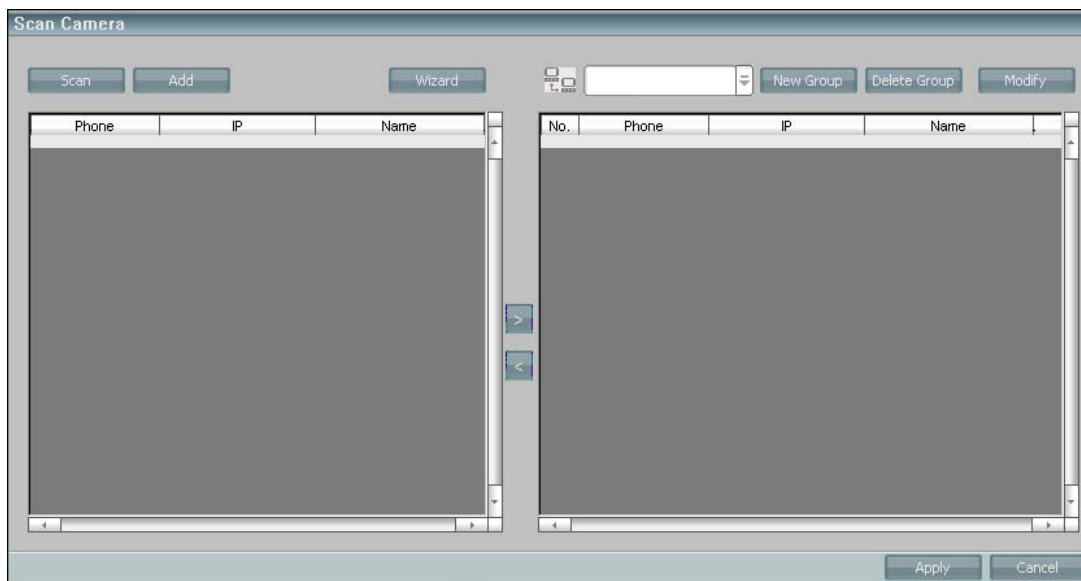 Scan Camera
Scan Add Wizard New Group Delete Group Modify
Phone IP Name
No. Phone IP Name
>
<
Apply Cancel